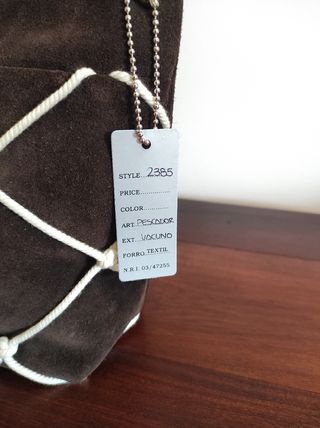 STYLE....2385
PRICE...............
COLOR............
ART. PESCADOR
EXT. VACUNO
FORRO TEXTIL
N.R.I. 03/47255